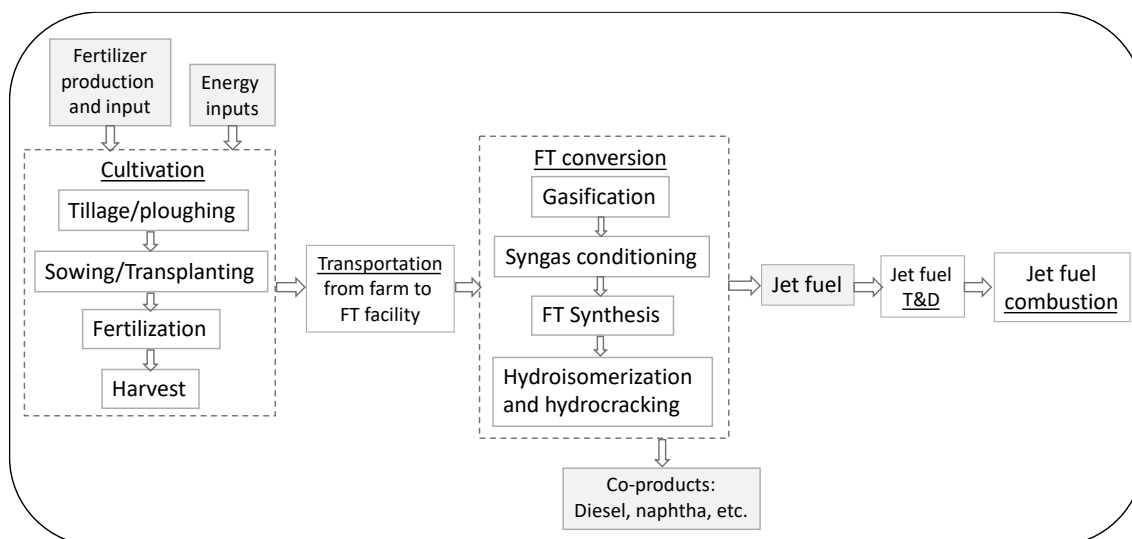 Fertilizer
production
and input
Energy
inputs
Cultivation
Tillage/ploughing
Sowing/Transplanting
Fertilization
Harvest
Transportation
from farm to
FT facility
FT conversion
Gasification
Syngas conditioning
FT Synthesis
Hydroisomerization
and hydrocracking
Co-products:
Diesel, naphtha, etc.
Jet fuel
Jet fuel
T&D
Jet fuel
combustion